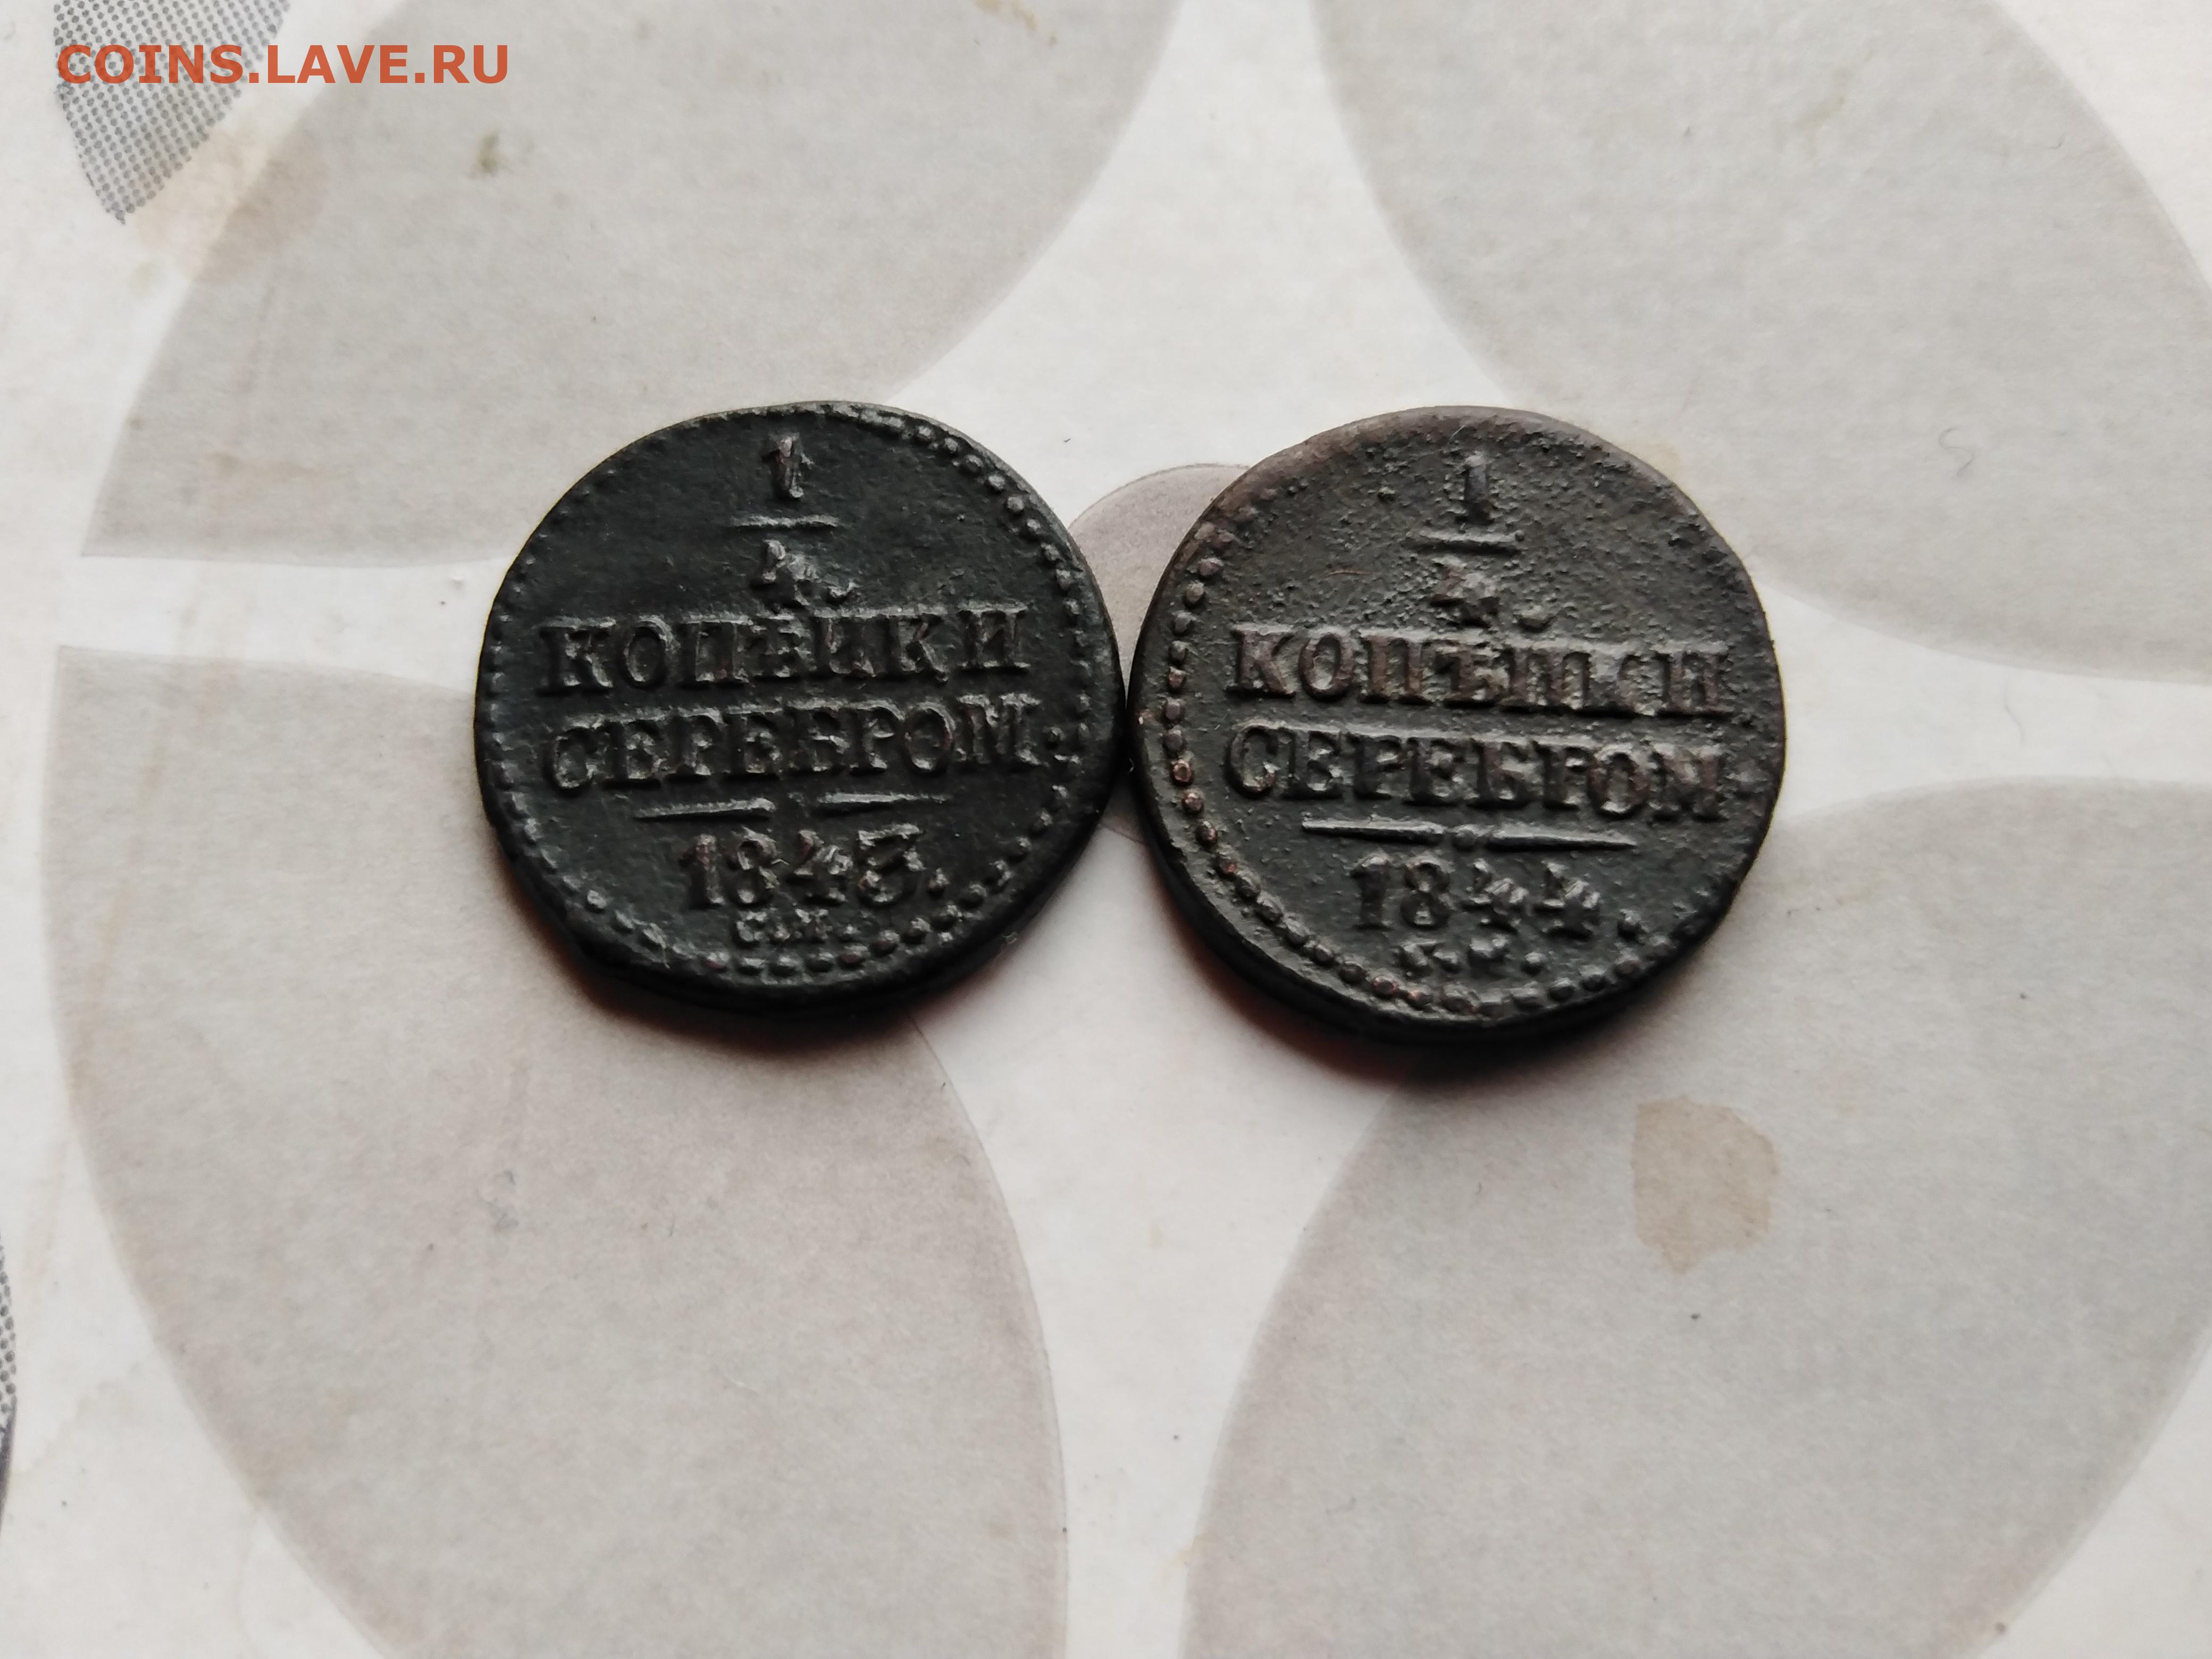 COINS.LAVE.RU
1
4
КОПѢЙКИ
СЕРЕБРОМ.
1843.
С.М.
1
4
КОПѢЙКИ
СЕРЕБРОМ
1844.
С.М.